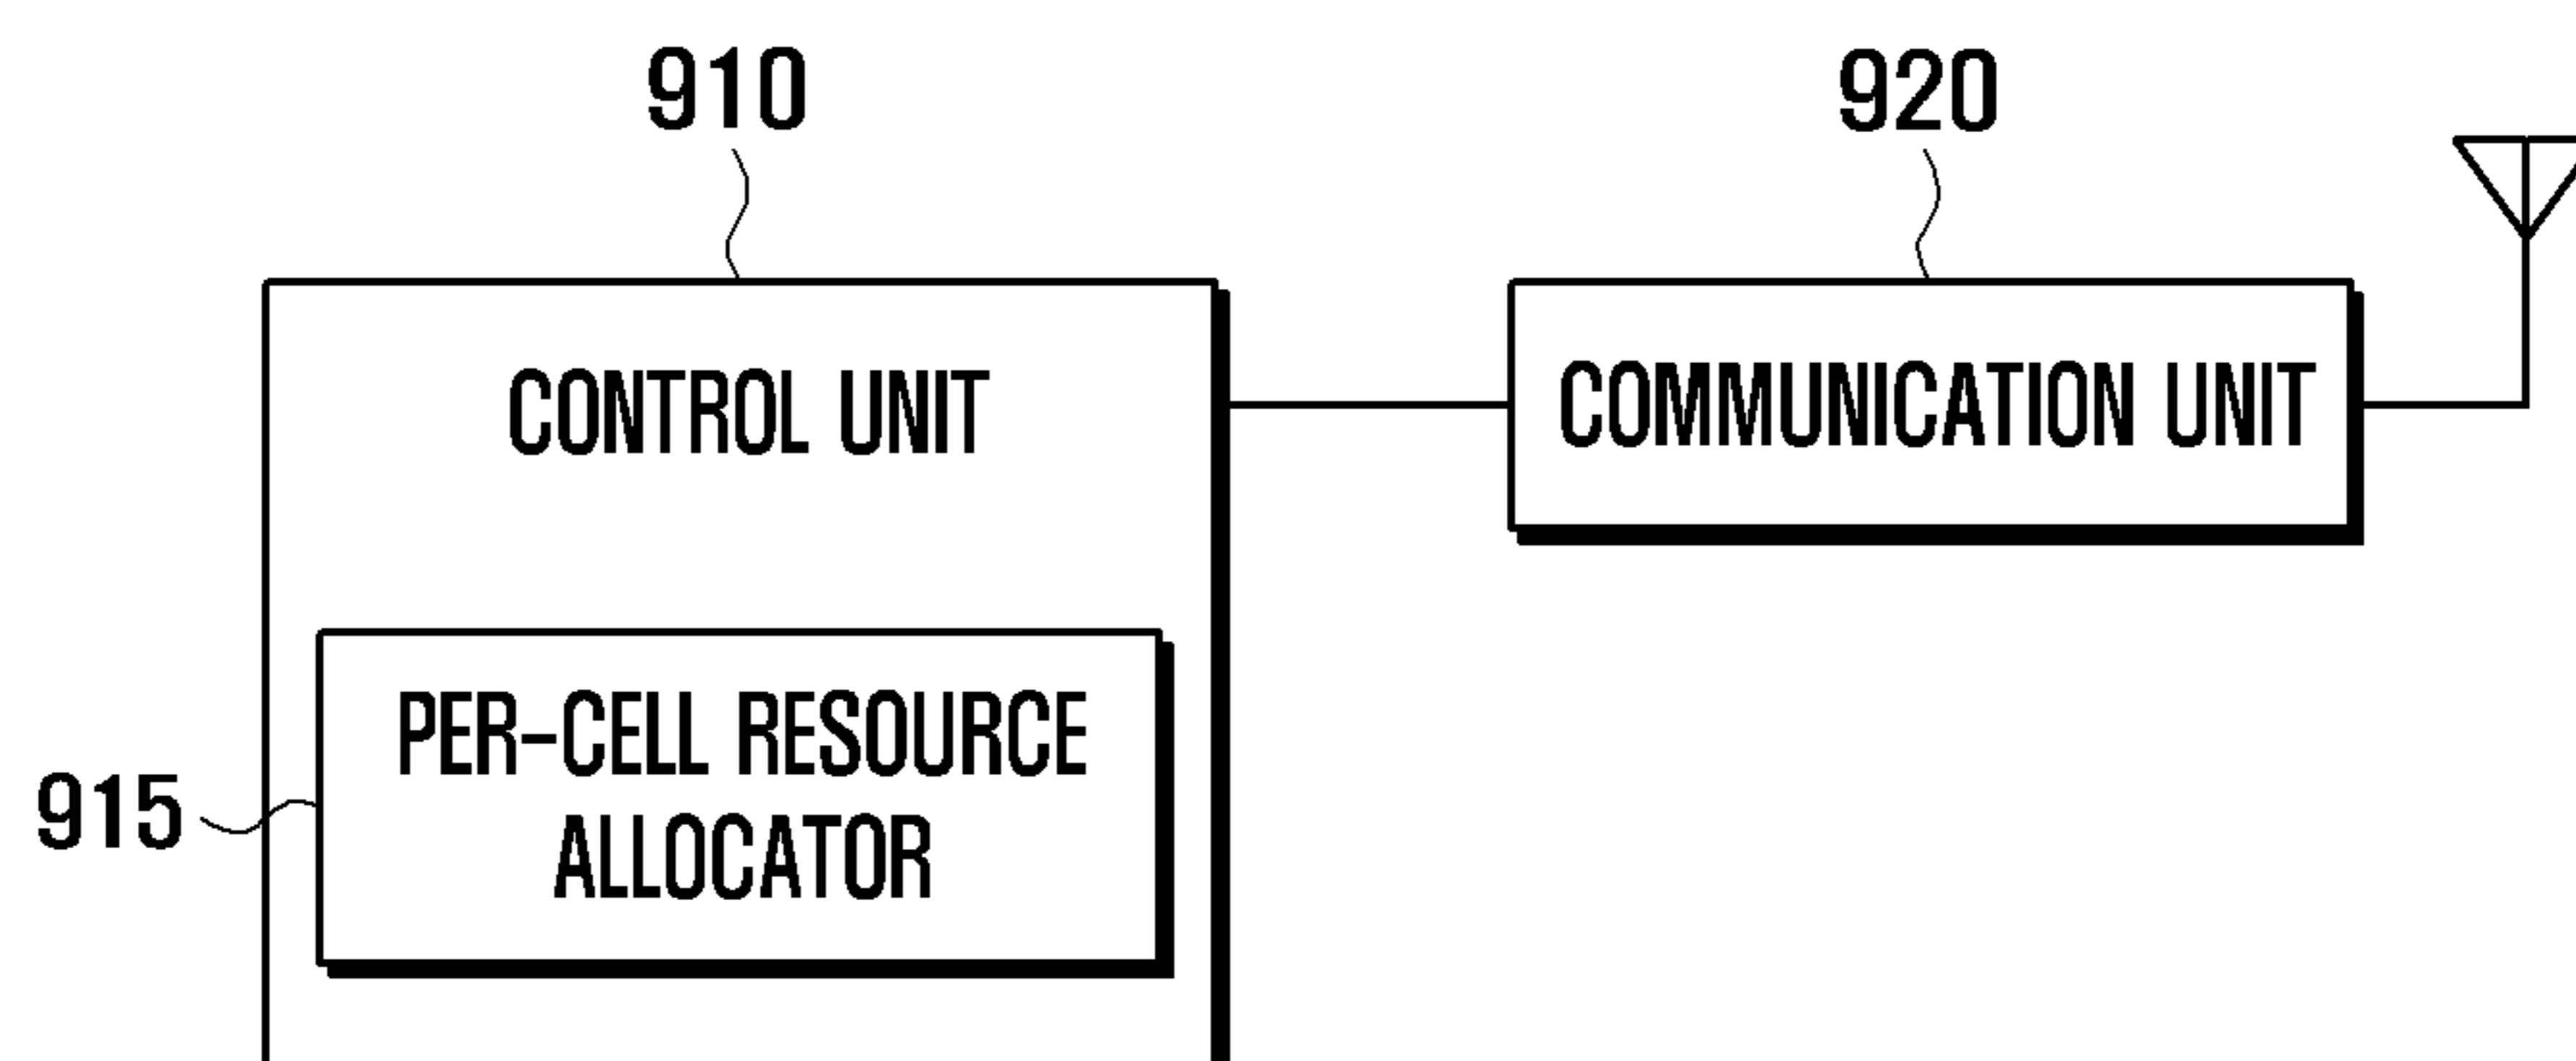 910
920
CONTROL UNIT
COMMUNICATION UNIT
PER-CELL RESOURCE
ALLOCATOR
915